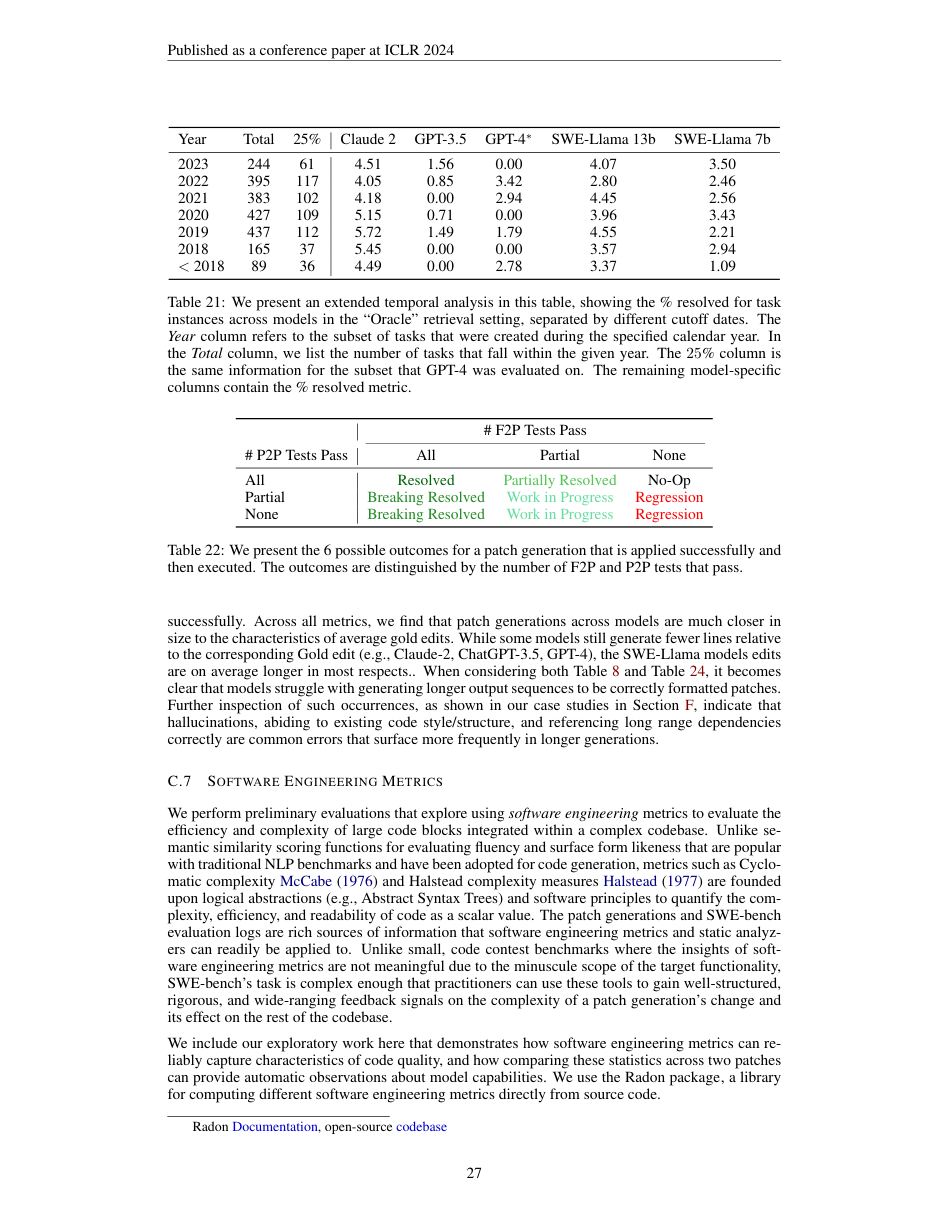 Published as a conference paper at ICLR 2024
Year Total 25% Claude 2 GPT-3.5 GPT-4* SWE-Llama 13b SWE-Llama 7b
2023 244 61 4.51 1.56 0.00 4.07 3.50
2022 395 117 4.05 0.85 3.42 2.80 2.46
2021 383 102 4.18 0.00 2.94 4.45 2.56
2020 427 109 5.15 0.71 0.00 3.96 3.43
2019 437 112 5.72 1.49 1.79 4.55 2.21
2018 165 37 5.45 0.00 0.00 3.57 2.94
< 2018 89 36 4.49 0.00 2.78 3.37 1.09
Table 21: We present an extended temporal analysis in this table, showing the % resolved for task
instances across models in the “Oracle” retrieval setting, separated by different cutoff dates. The
Year column refers to the subset of tasks that were created during the specified calendar year. In
the Total column, we list the number of tasks that fall within the given year. The 25% column is
the same information for the subset that GPT-4 was evaluated on. The remaining model-specific
columns contain the % resolved metric.
# F2P Tests Pass
# P2P Tests Pass All Partial None
All Resolved Partially Resolved No-Op
Partial Breaking Resolved Work in Progress Regression
None Breaking Resolved Work in Progress Regression
Table 22: We present the 6 possible outcomes for a patch generation that is applied successfully and
then executed. The outcomes are distinguished by the number of F2P and P2P tests that pass.
successfully. Across all metrics, we find that patch generations across models are much closer in
size to the characteristics of average gold edits. While some models still generate fewer lines relative
to the corresponding Gold edit (e.g., Claude-2, ChatGPT-3.5, GPT-4), the SWE-Llama models edits
are on average longer in most respects.. When considering both Table 8 and Table 24, it becomes
clear that models struggle with generating longer output sequences to be correctly formatted patches.
Further inspection of such occurrences, as shown in our case studies in Section F, indicate that
hallucinations, abiding to existing code style/structure, and referencing long range dependencies
correctly are common errors that surface more frequently in longer generations.
C.7 SOFTWARE ENGINEERING METRICS
We perform preliminary evaluations that explore using software engineering metrics to evaluate the
efficiency and complexity of large code blocks integrated within a complex codebase. Unlike se-
mantic similarity scoring functions for evaluating fluency and surface form likeness that are popular
with traditional NLP benchmarks and have been adopted for code generation, metrics such as Cyclo-
matic complexity McCabe (1976) and Halstead complexity measures Halstead (1977) are founded
upon logical abstractions (e.g., Abstract Syntax Trees) and software principles to quantify the com-
plexity, efficiency, and readability of code as a scalar value. The patch generations and SWE-bench
evaluation logs are rich sources of information that software engineering metrics and static analyz-
ers can readily be applied to. Unlike small, code contest benchmarks where the insights of soft-
ware engineering metrics are not meaningful due to the minuscule scope of the target functionality,
SWE-bench’s task is complex enough that practitioners can use these tools to gain well-structured,
rigorous, and wide-ranging feedback signals on the complexity of a patch generation’s change and
its effect on the rest of the codebase.
We include our exploratory work here that demonstrates how software engineering metrics can re-
liably capture characteristics of code quality, and how comparing these statistics across two patches
can provide automatic observations about model capabilities. We use the Radon package, a library
for computing different software engineering metrics directly from source code.
Radon Documentation, open-source codebase
27